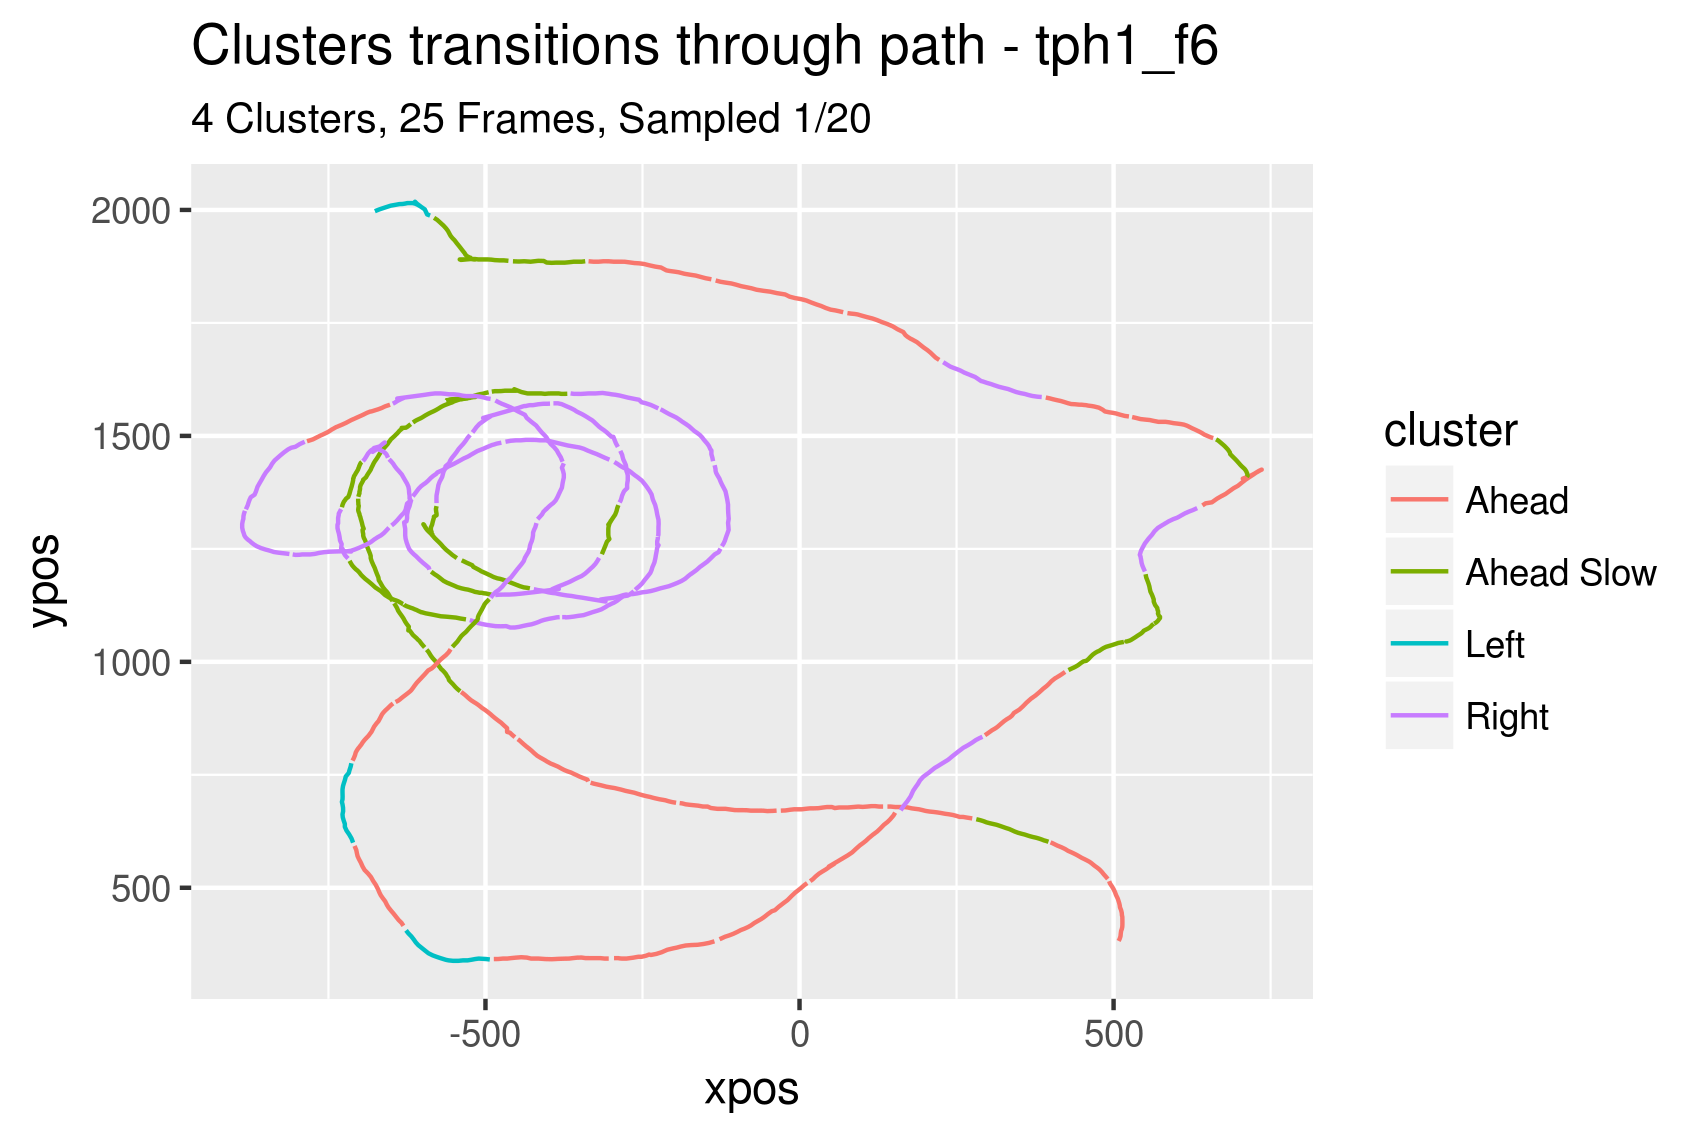 Clusters transitions through path - tph1_f6
4 Clusters, 25 Frames, Sampled 1/20
ypos
2000
1500
1000
500
-500 0 500
xpos
cluster
Ahead
Ahead Slow
Left
Right